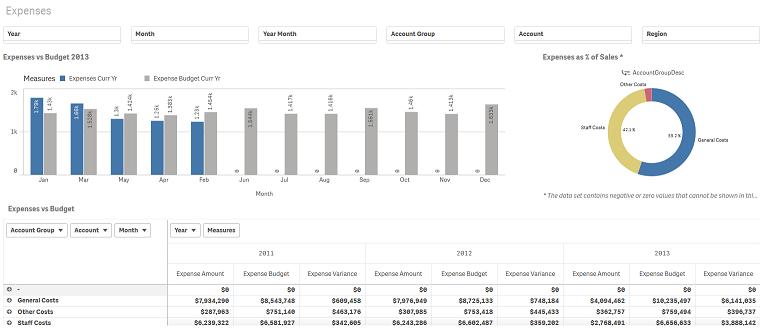 Expenses
Year Month Year Month Account Group Account Region
Expenses vs Budget 2013
Expenses as % of Sales *
Measures Expenses Curr Yr Expense Budget Curr Yr
AccountGroupDesc
2k
1k
0
1.79k 1.43k 1.66k 1.528k 1.3k 1.424k 1.26k 1.383k 1.23k 1.454k 0 1.544k 0 1.417k 0 1.416k 0 1.551k 0 1.46k 0 1.413k 0 1.633k
Jan Mar May Apr Feb Jun Jul Aug Sep Oct Nov Dec
Month
Other Costs
Staff Costs
General Costs
* The data set contains negative or zero values that cannot be shown in thi...
Expenses vs Budget
Account Group Account Month Year Measures
2011 2012 2013
Expense Amount Expense Budget Expense Variance Expense Amount Expense Budget Expense Variance Expense Amount Expense Budget Expense Variance
- $0 $0 $0 $0 $0 $0 $0 $0 $0
General Costs $7,934,290 $8,543,748 $609,458 $7,976,949 $8,725,133 $748,184 $4,094,462 $10,235,497 $6,141,035
Other Costs $287,963 $751,140 $463,176 $307,985 $753,418 $445,433 $362,757 $759,494 $396,737
Staff Costs $6,239,322 $6,581,927 $342,605 $6,243,286 $6,602,487 $359,202 $2,768,491 $6,656,633 $3,888,142